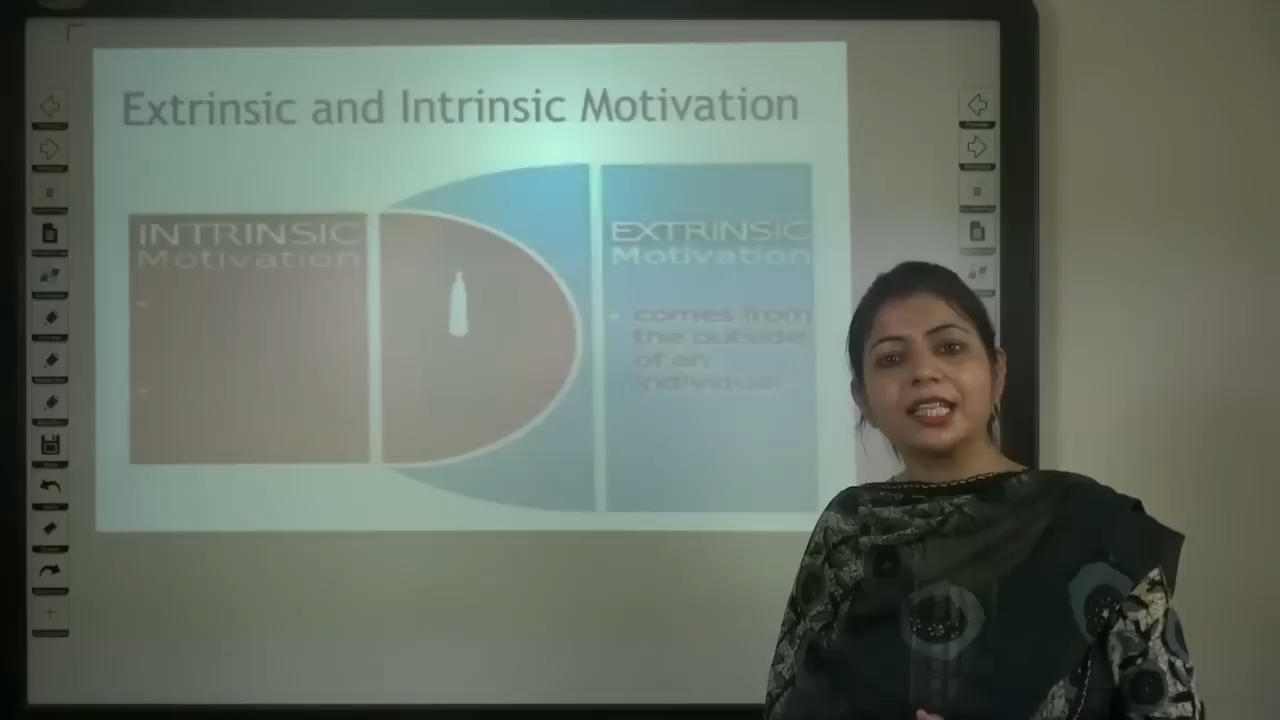 Extrinsic and Intrinsic Motivation
INTRINSIC
Motivation
EXTRINSIC
Motivation
comes from
the outside
of an
individual